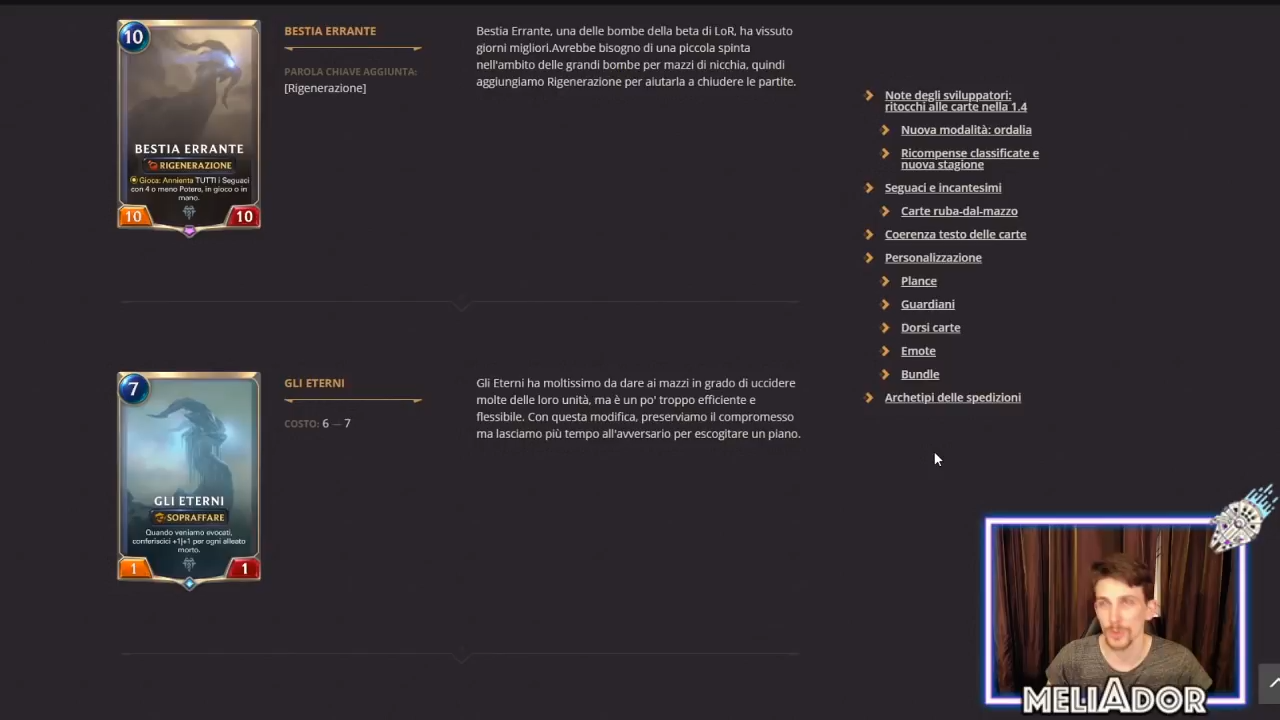 10
BESTIA ERRANTE
RIGENERAZIONE
Gioca: Annienta TUTTI i Seguaci
con 4 o meno Potere, in gioco o in
mano.
10
10
BESTIA ERRANTE
PAROLA CHIAVE AGGIUNTA:
[Rigenerazione]
Bestia Errante, una delle bombe della beta di LoR, ha vissuto
giorni migliori.Avrebbe bisogno di una piccola spinta
nell'ambito delle grandi bombe per mazzi di nicchia, quindi
aggiungiamo Rigenerazione per aiutarla a chiudere le partite.
7
GLI ETERNI
SOPRAFFARE
Quando veniamo evocati,
conferiscici +1|+1 per ogni alleato
morto.
1
1
GLI ETERNI
COSTO: 6 — 7
Gli Eterni ha moltissimo da dare ai mazzi in grado di uccidere
molte delle loro unità, ma è un po' troppo efficiente e
flessibile. Con questa modifica, preserviamo il compromesso
ma lasciamo più tempo all'avversario per escogitare un piano.
Note degli sviluppatori:
ritocchi alle carte nella 1.4
Nuova modalità: ordalia
Ricompense classificate e
nuova stagione
Seguaci e incantesimi
Carte ruba-dal-mazzo
Coerenza testo delle carte
Personalizzazione
Plance
Guardiani
Dorsi carte
Emote
Bundle
Archetipi delle spedizioni
MELIADOR